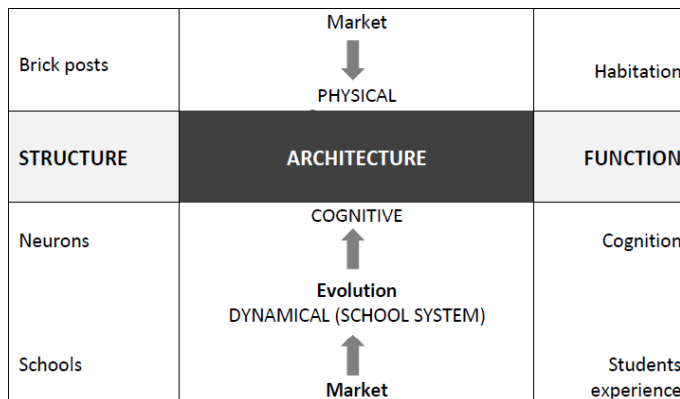 Market
Brick posts
Habitation
PHYSICAL
STRUCTURE ARCHITECTURE FUNCTION
COGNITIVE
Neurons
Cognition
Evolution
DYNAMICAL (SCHOOL SYSTEM)
Schools
Students
Market
experience